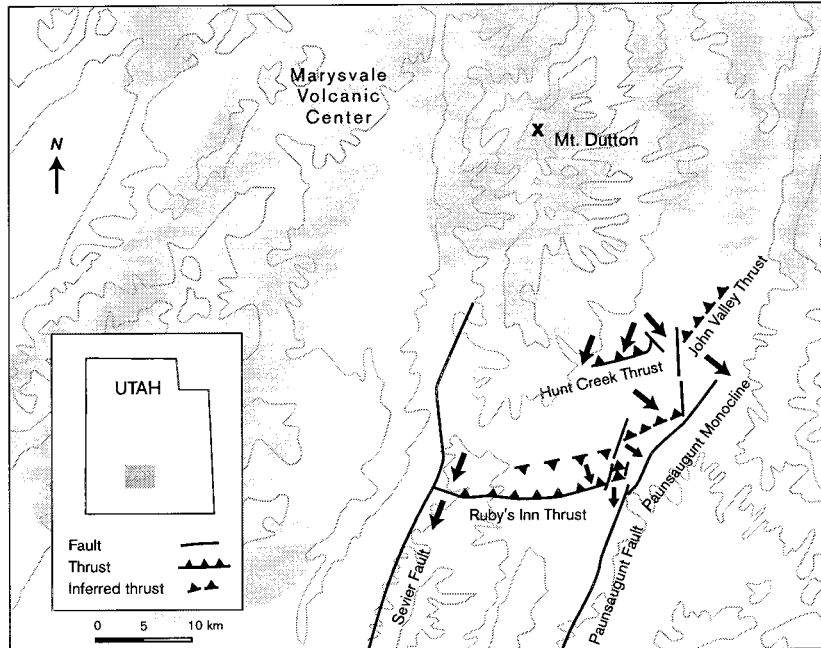 Marysvale
Volcanic
Center
N
x
Mt. Dutton
John Valley Thrust
Hunt Creek Thrust
Paunsaugunt Monocline
Ruby's Inn Thrust
Sevier Fault
Paunsaugunt Fault
UTAH
Fault
Thrust
Inferred thrust
0 5 10 km